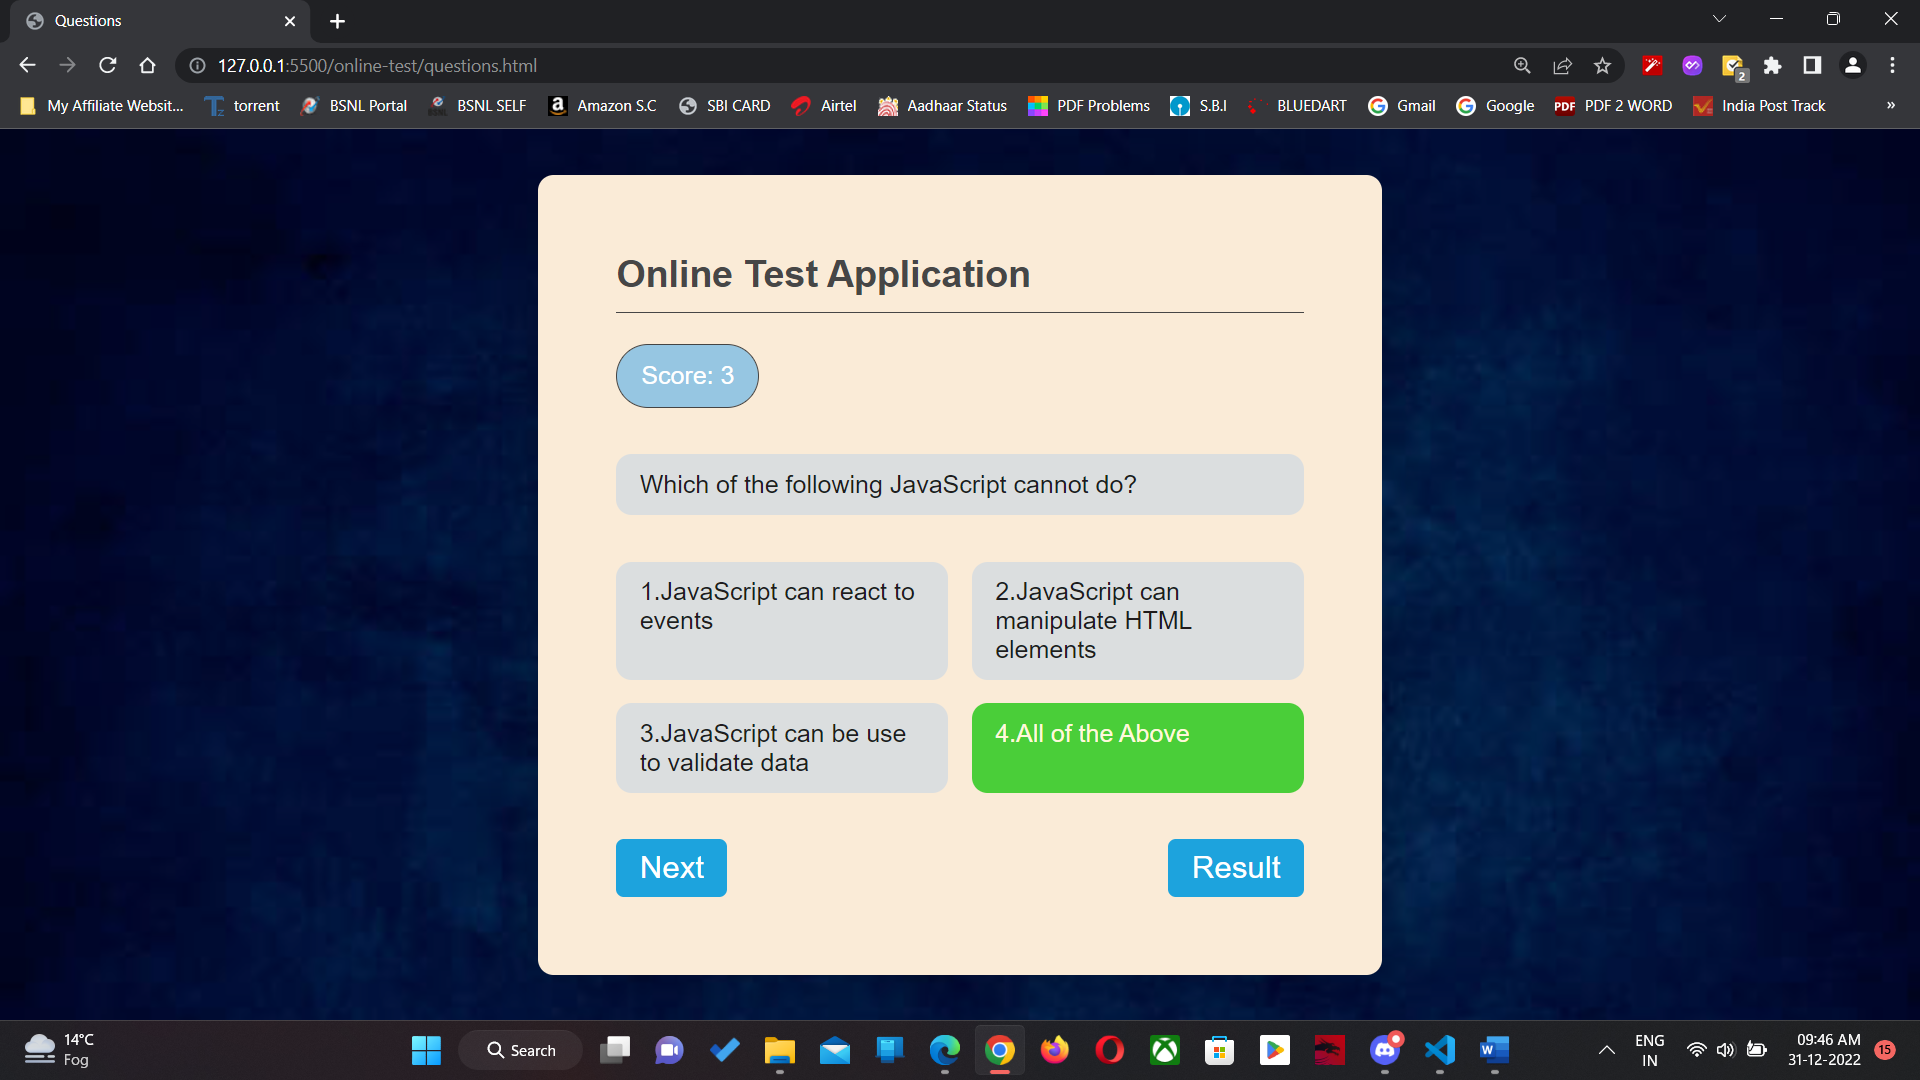 Questions
127.0.0.1:5500/online-test/questions.html
2
My Affiliate Websit... torrent BSNL Portal BSNL SELF Amazon S.C SBI CARD Airtel Aadhaar Status PDF Problems S.B.I BLUEDART Gmail Google PDF PDF 2 WORD India Post Track »
Online Test Application
Score: 3
Which of the following JavaScript cannot do?
1.JavaScript can react to
events
2.JavaScript can
manipulate HTML
elements
3.JavaScript can be use
to validate data
4.All of the Above
Next
Result
14°C
Fog
Search
ENG
IN
09:46 AM
31-12-2022
15